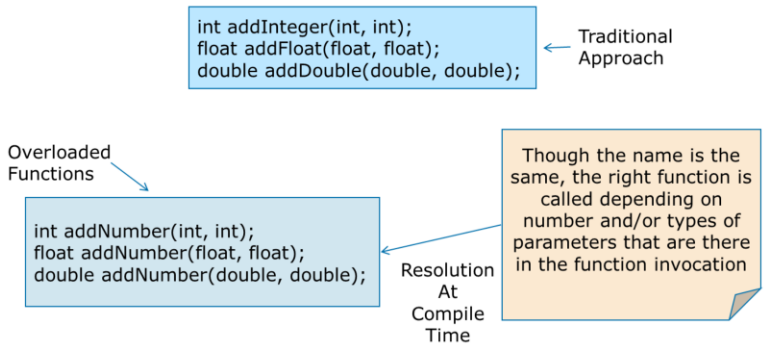 int addInteger(int, int);
float addFloat(float, float);
double addDouble(double, double);
Traditional
Approach
Overloaded
Functions
int addNumber(int, int);
float addNumber(float, float);
double addNumber(double, double);
Though the name is the
same, the right function is
called depending on
number and/or types of
parameters that are there
in the function invocation
Resolution
At
Compile
Time